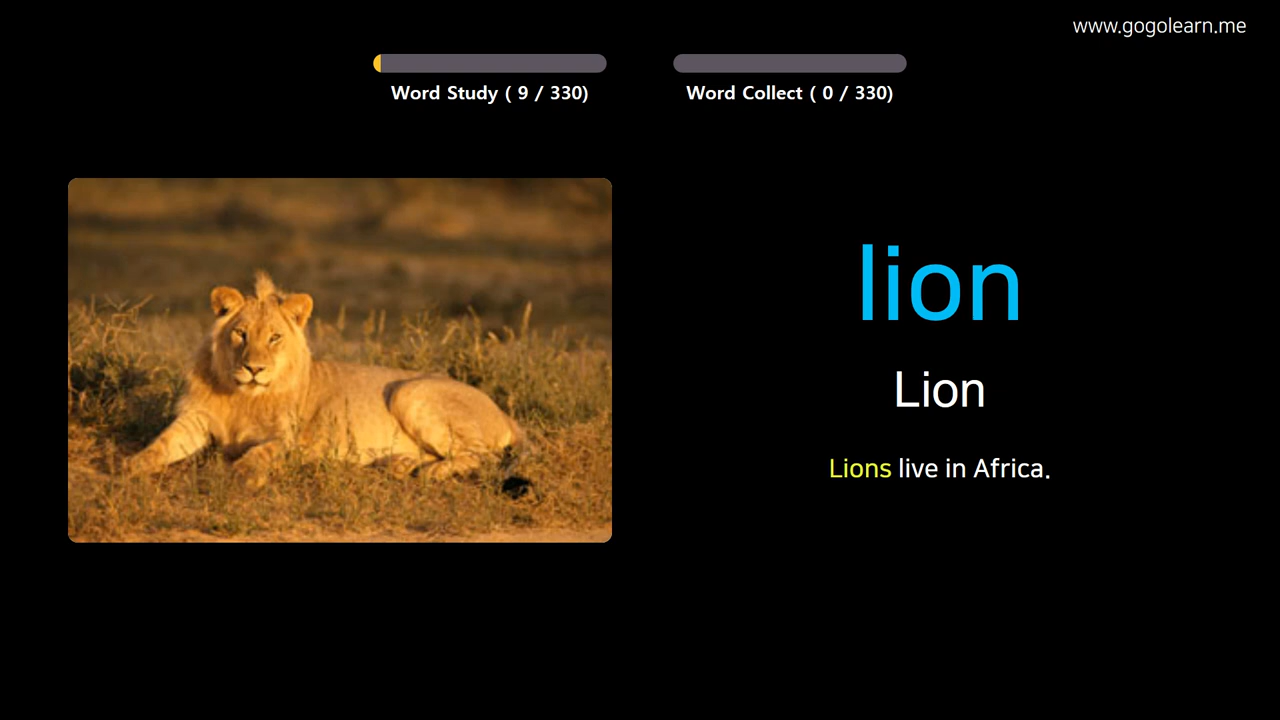 www.gogolearn.me
Word Study ( 9 / 330)
Word Collect ( 0 / 330)
lion
Lion
Lions live in Africa.